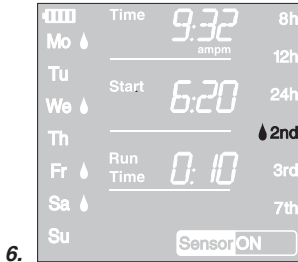 Time 9:32 8h
Mo ampm
12h
Tu
Start 6:20 24h
We
Th 2nd
Run
Time 0:10 3rd
Fr
Sa 7th
Su Sensor ON
6.